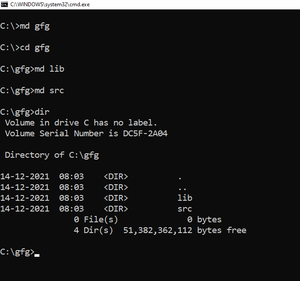 C:\WINDOWS\system32\cmd.exe
C:\>md gfg
C:\>cd gfg
C:\gfg>md lib
C:\gfg>md src
C:\gfg>dir
Volume in drive C has no label.
Volume Serial Number is DC5F-2A04
Directory of C:\gfg
14-12-2021  08:03    <DIR>          .
14-12-2021  08:03    <DIR>          ..
14-12-2021  08:03    <DIR>          lib
14-12-2021  08:03    <DIR>          src
0 File(s)              0 bytes
4 Dir(s)  51,382,362,112 bytes free
C:\gfg>